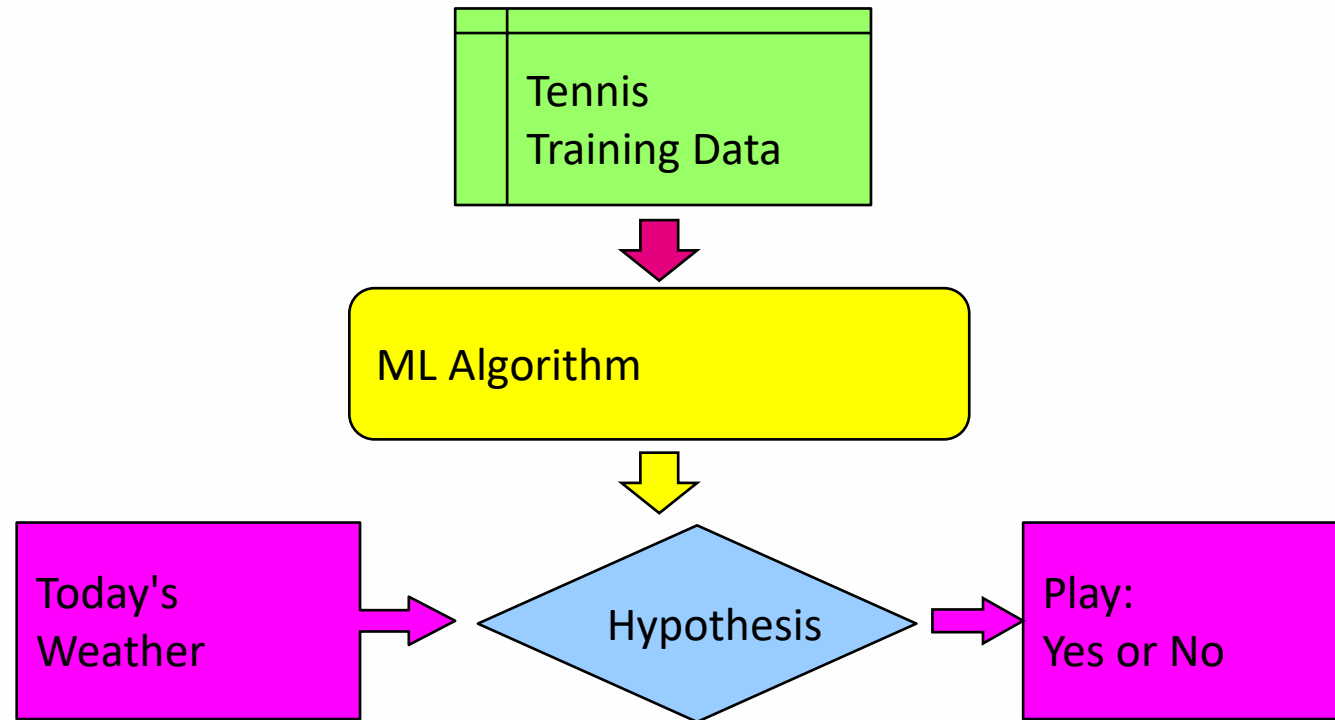 Tennis
Training Data
ML Algorithm
Today's
Weather
Hypothesis
Play:
Yes or No